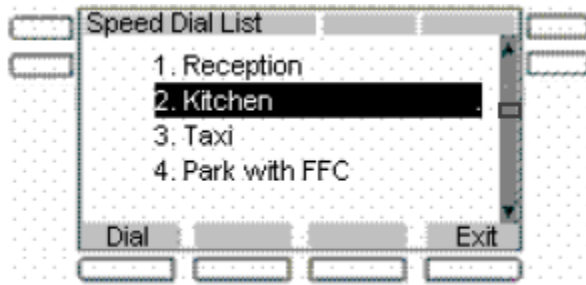 Speed Dial List
1. Reception
2. Kitchen
3. Taxi
4. Park with FFC
Dial Exit